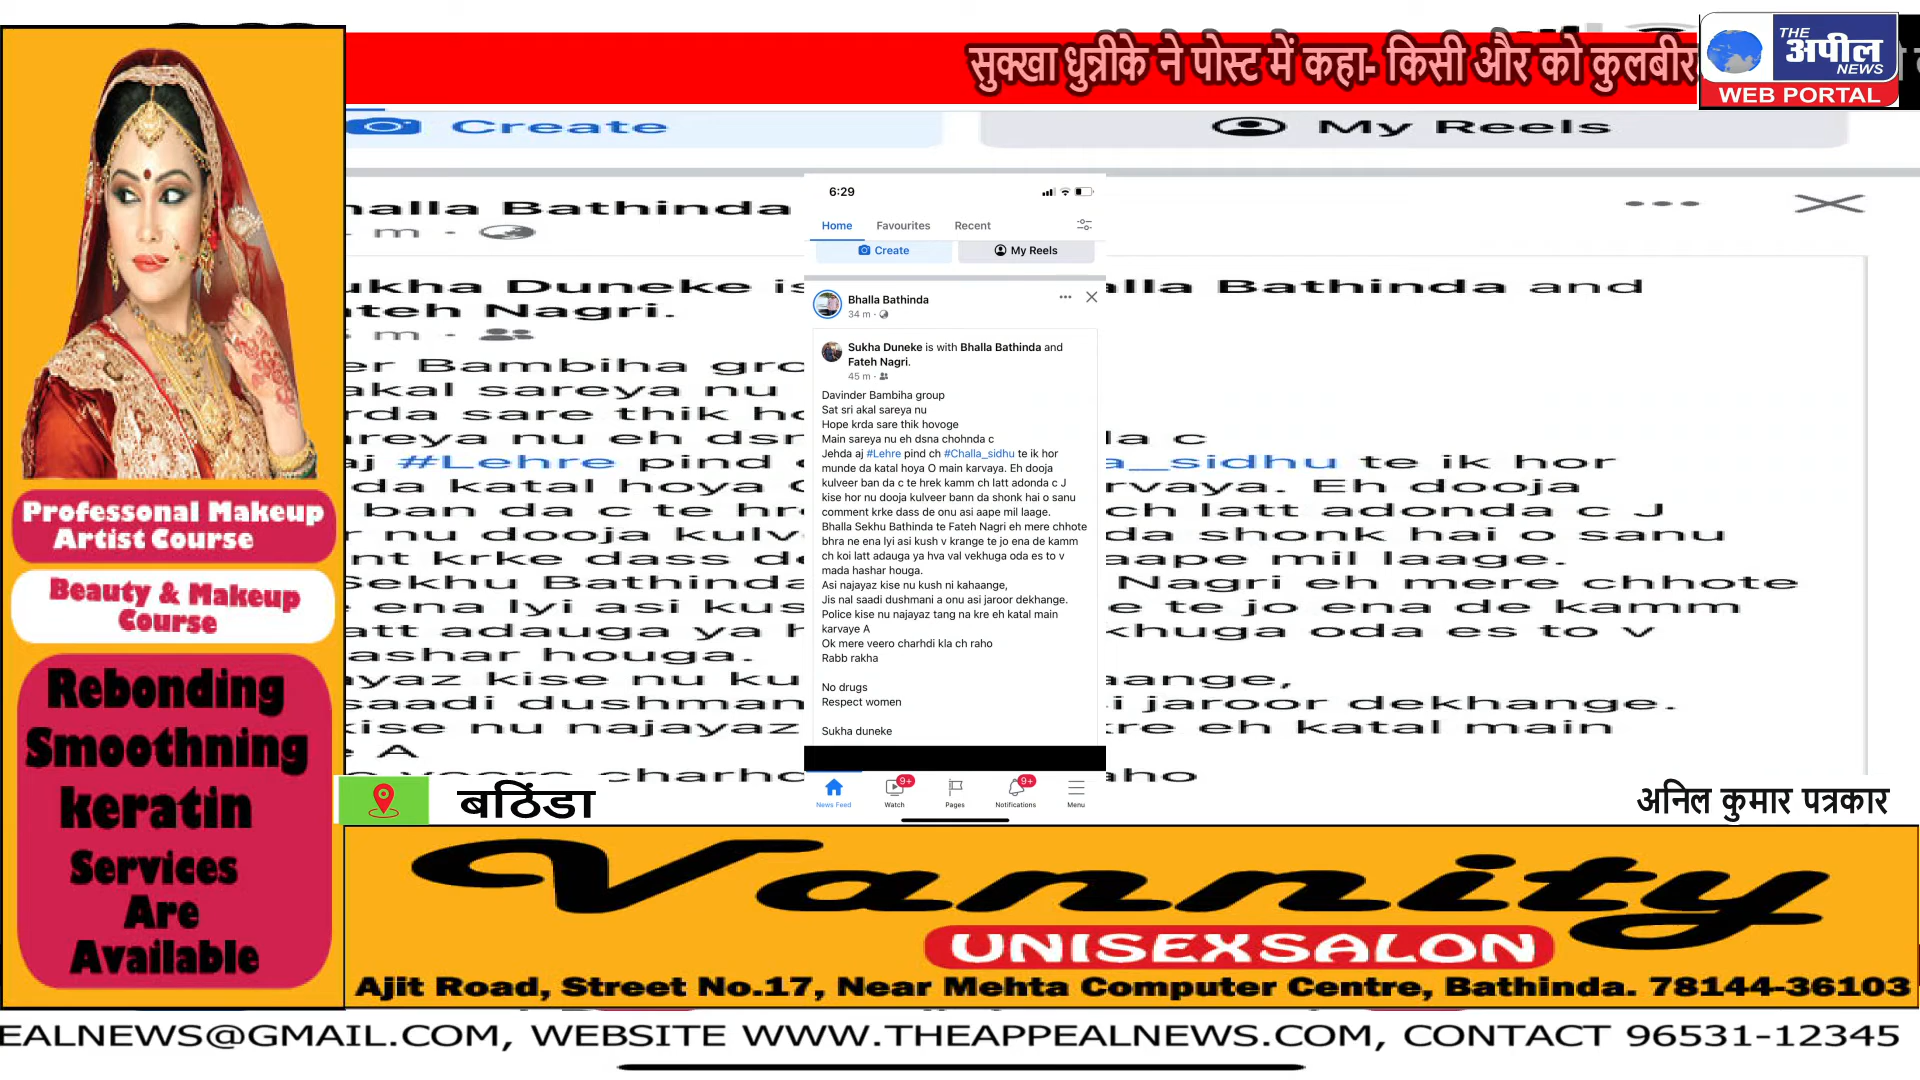 सुक्खा धुन्नीके ने पोस्ट में कहा- किसी और को कुलबीर
THE
अपील
NEWS
WEB PORTAL
Create
My Reels
6:29
Home
Favourites
Recent
Create
My Reels
Bhalla Bathinda
34 m
Sukha Duneke is with Bhalla Bathinda and
Fateh Nagri.
45 m
Davinder Bambiha group
Sat sri akal sareya nu
Hope krda sare thik hovoge
Main sareya nu eh dsna chohnda c
Jehda aj #Lehre pind ch #Challa_sidhu te ik hor
munde da katal hoya O main karvaya. Eh dooja
kulveer ban da c te hrek kamm ch latt adonda c J
kise hor nu dooja kulveer bann da shonk hai o sanu
comment krke dass de onu asi aape mil laage.
Bhalla Sekhu Bathinda te Fateh Nagri eh mere chhote
bhra ne ena lyi asi kush v krange te jo ena de kamm
ch koi latt adauga ya hva val vekhuga oda es to v
mada hashar houga.
Asi najayaz kise nu kush ni kahaange,
Jis nal saadi dushmani a onu asi jaroor dekhange.
Police kise nu najayaz tang na kre eh katal main
karvaye A
Ok mere veero charhdi kla ch raho
Rabb rakha
No drugs
Respect women
Sukha duneke
9+
9+
News Feed
Watch
Pages
Notifications
Menu
Professonal Makeup
Artist Course
Beauty & Makeup
Course
Rebonding
Smoothning
keratin
Services
Are
Available
बठिंडा
अनिल कुमार पत्रकार
Vannity
UNISEXSALON
Ajit Road, Street No.17, Near Mehta Computer Centre, Bathinda. 78144-36103
EALNEWS@GMAIL.COM, WEBSITE WWW.THEAPPEALNEWS.COM, CONTACT 96531-12345